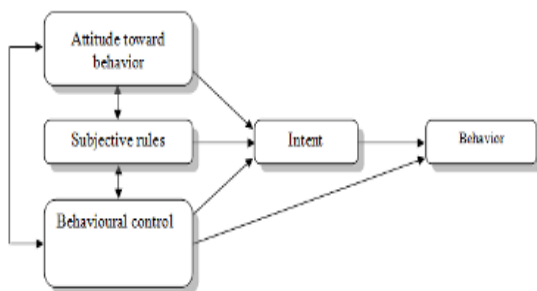 Attitude toward
behavior
Subjective rules
Intent
Behavior
Behavioural control